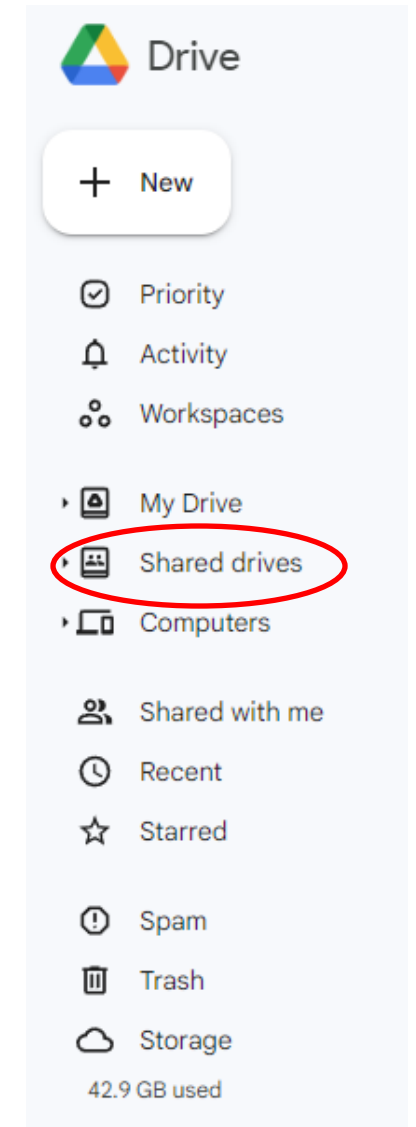 Drive
New
Priority
Activity
Workspaces
My Drive
Shared drives
Computers
Shared with me
Recent
Starred
Spam
Trash
Storage
42.9 GB used